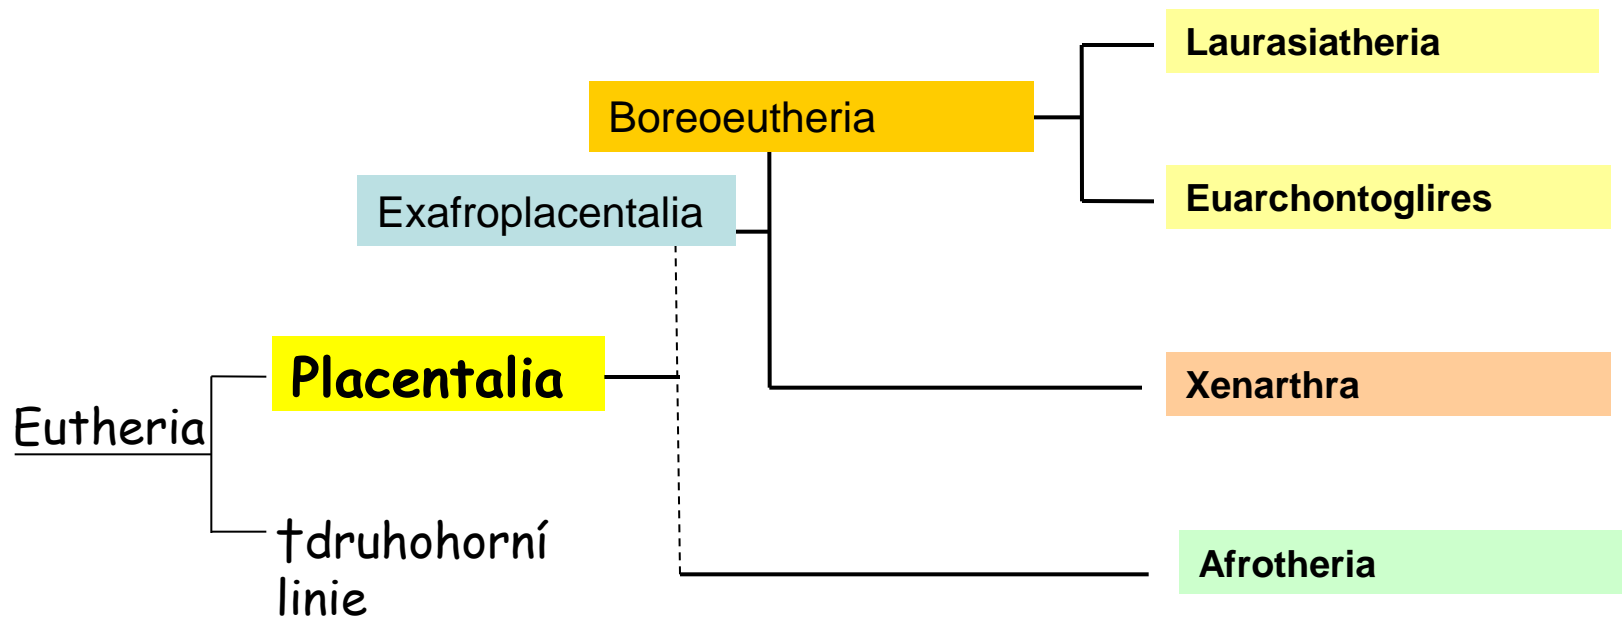 Laurasiatheria
Boreoeutheria
Euarchontoglires
Exafroplacentalia
Placentalia
Xenarthra
Eutheria
†druhohorní
linie
Afrotheria